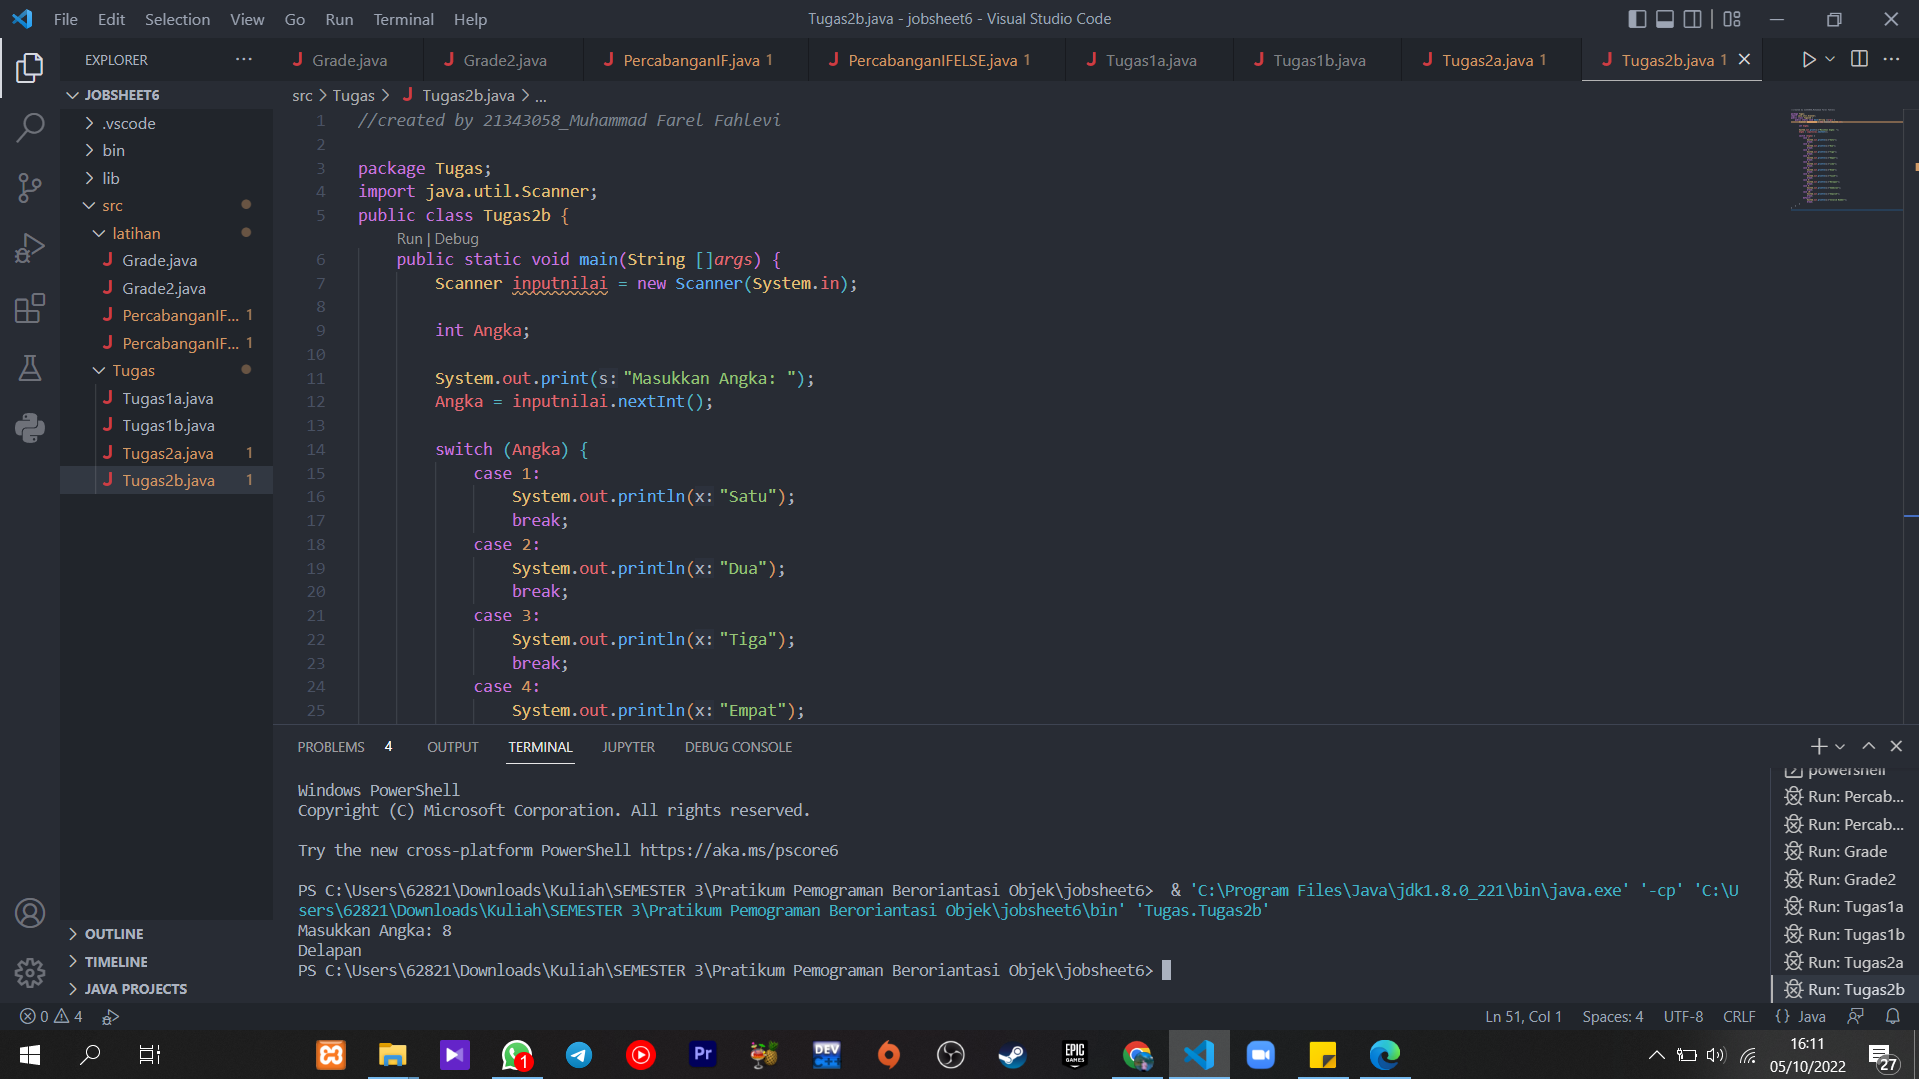 File Edit Selection View Go Run Terminal Help
Tugas2b.java - jobsheet6 - Visual Studio Code
EXPLORER
Grade.java
Grade2.java
PercabanganIF.java 1
PercabanganIFELSE.java 1
Tugas1a.java
Tugas1b.java
Tugas2a.java 1
Tugas2b.java 1
JOBSHEET6
.vscode
bin
lib
src
latihan
Grade.java
Grade2.java
PercabanganIF... 1
PercabanganIF... 1
Tugas
Tugas1a.java
Tugas1b.java
Tugas2a.java 1
Tugas2b.java 1
OUTLINE
TIMELINE
JAVA PROJECTS
src > Tugas > Tugas2b.java > ...
1 //created by 21343058_Muhammad Farel Fahlevi
2
3 package Tugas;
4 import java.util.Scanner;
5 public class Tugas2b {
Run | Debug
6 public static void main(String []args) {
7 Scanner inputnilai = new Scanner(System.in);
8
9 int Angka;
10
11 System.out.print(s: "Masukkan Angka: ");
12 Angka = inputnilai.nextInt();
13
14 switch (Angka) {
15 case 1:
16 System.out.println(x: "Satu");
17 break;
18 case 2:
19 System.out.println(x: "Dua");
20 break;
21 case 3:
22 System.out.println(x: "Tiga");
23 break;
24 case 4:
25 System.out.println(x: "Empat");
PROBLEMS 4 OUTPUT TERMINAL JUPYTER DEBUG CONSOLE
Windows PowerShell
Copyright (C) Microsoft Corporation. All rights reserved.
Try the new cross-platform PowerShell https://aka.ms/pscore6
PS C:\Users\62821\Downloads\Kuliah\SEMESTER 3\Pratikum Pemograman Beroriantasi Objek\jobsheet6> & 'C:\Program Files\Java\jdk1.8.0_221\bin\java.exe' '-cp' 'C:\U
sers\62821\Downloads\Kuliah\SEMESTER 3\Pratikum Pemograman Beroriantasi Objek\jobsheet6\bin' 'Tugas.Tugas2b'
Masukkan Angka: 8
Delapan
PS C:\Users\62821\Downloads\Kuliah\SEMESTER 3\Pratikum Pemograman Beroriantasi Objek\jobsheet6>
powershell
Run: Percab...
Run: Percab...
Run: Grade
Run: Grade2
Run: Tugas1a
Run: Tugas1b
Run: Tugas2a
Run: Tugas2b
0 4
Ln 51, Col 1 Spaces: 4 UTF-8 CRLF {} Java
1
Pr
DEV C++
EPIC GAMES
16:11
05/10/2022
27